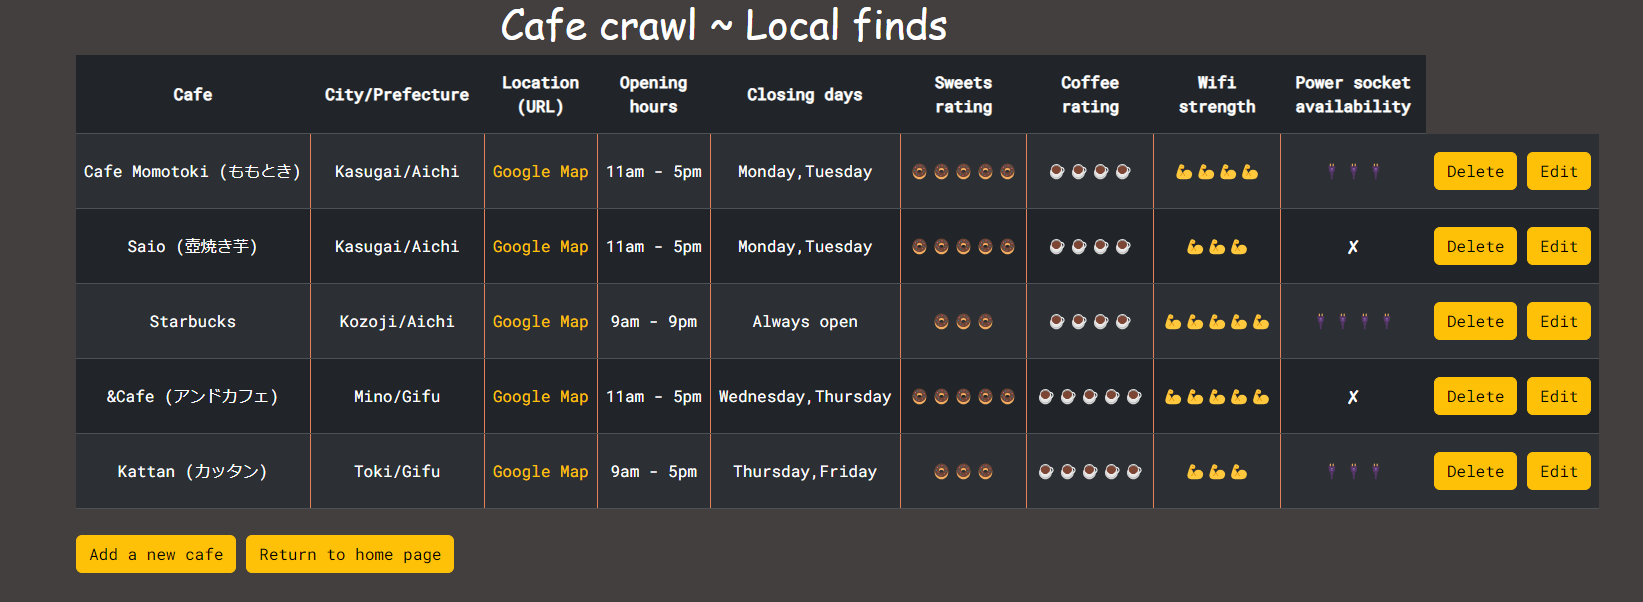 Cafe crawl ~ Local finds
Cafe City/Prefecture Location (URL) Opening hours Closing days Sweets rating Coffee rating Wifi strength Power socket availability
Cafe Momotoki (ももとき) Kasugai/Aichi Google Map 11am - 5pm Monday,Tuesday 🍩🍩🍩🍩🍩 ☕☕☕☕ 💪💪💪💪 🔌🔌🔌 Delete Edit
Saio (壺焼き芋) Kasugai/Aichi Google Map 11am - 5pm Monday,Tuesday 🍩🍩🍩🍩🍩 ☕☕☕☕ 💪💪💪 ✘ Delete Edit
Starbucks Kozoji/Aichi Google Map 9am - 9pm Always open 🍩🍩🍩 ☕☕☕☕ 💪💪💪💪💪 🔌🔌🔌🔌 Delete Edit
&Cafe (アンドカフェ) Mino/Gifu Google Map 11am - 5pm Wednesday,Thursday 🍩🍩🍩🍩🍩 ☕☕☕☕☕ 💪💪💪💪💪 ✘ Delete Edit
Kattan (カッタン) Toki/Gifu Google Map 9am - 5pm Thursday,Friday 🍩🍩🍩 ☕☕☕☕☕ 💪💪💪 🔌🔌🔌 Delete Edit
Add a new cafe Return to home page